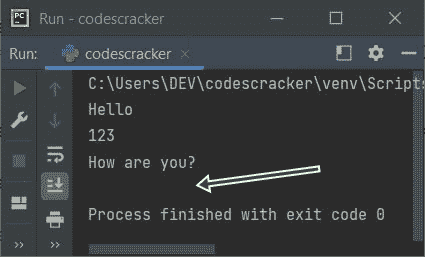 PC
Run - codescracker
Run: codescracker
C:\Users\DEV\codescracker\venv\Scripts
Hello
123
How are you?
Process finished with exit code 0